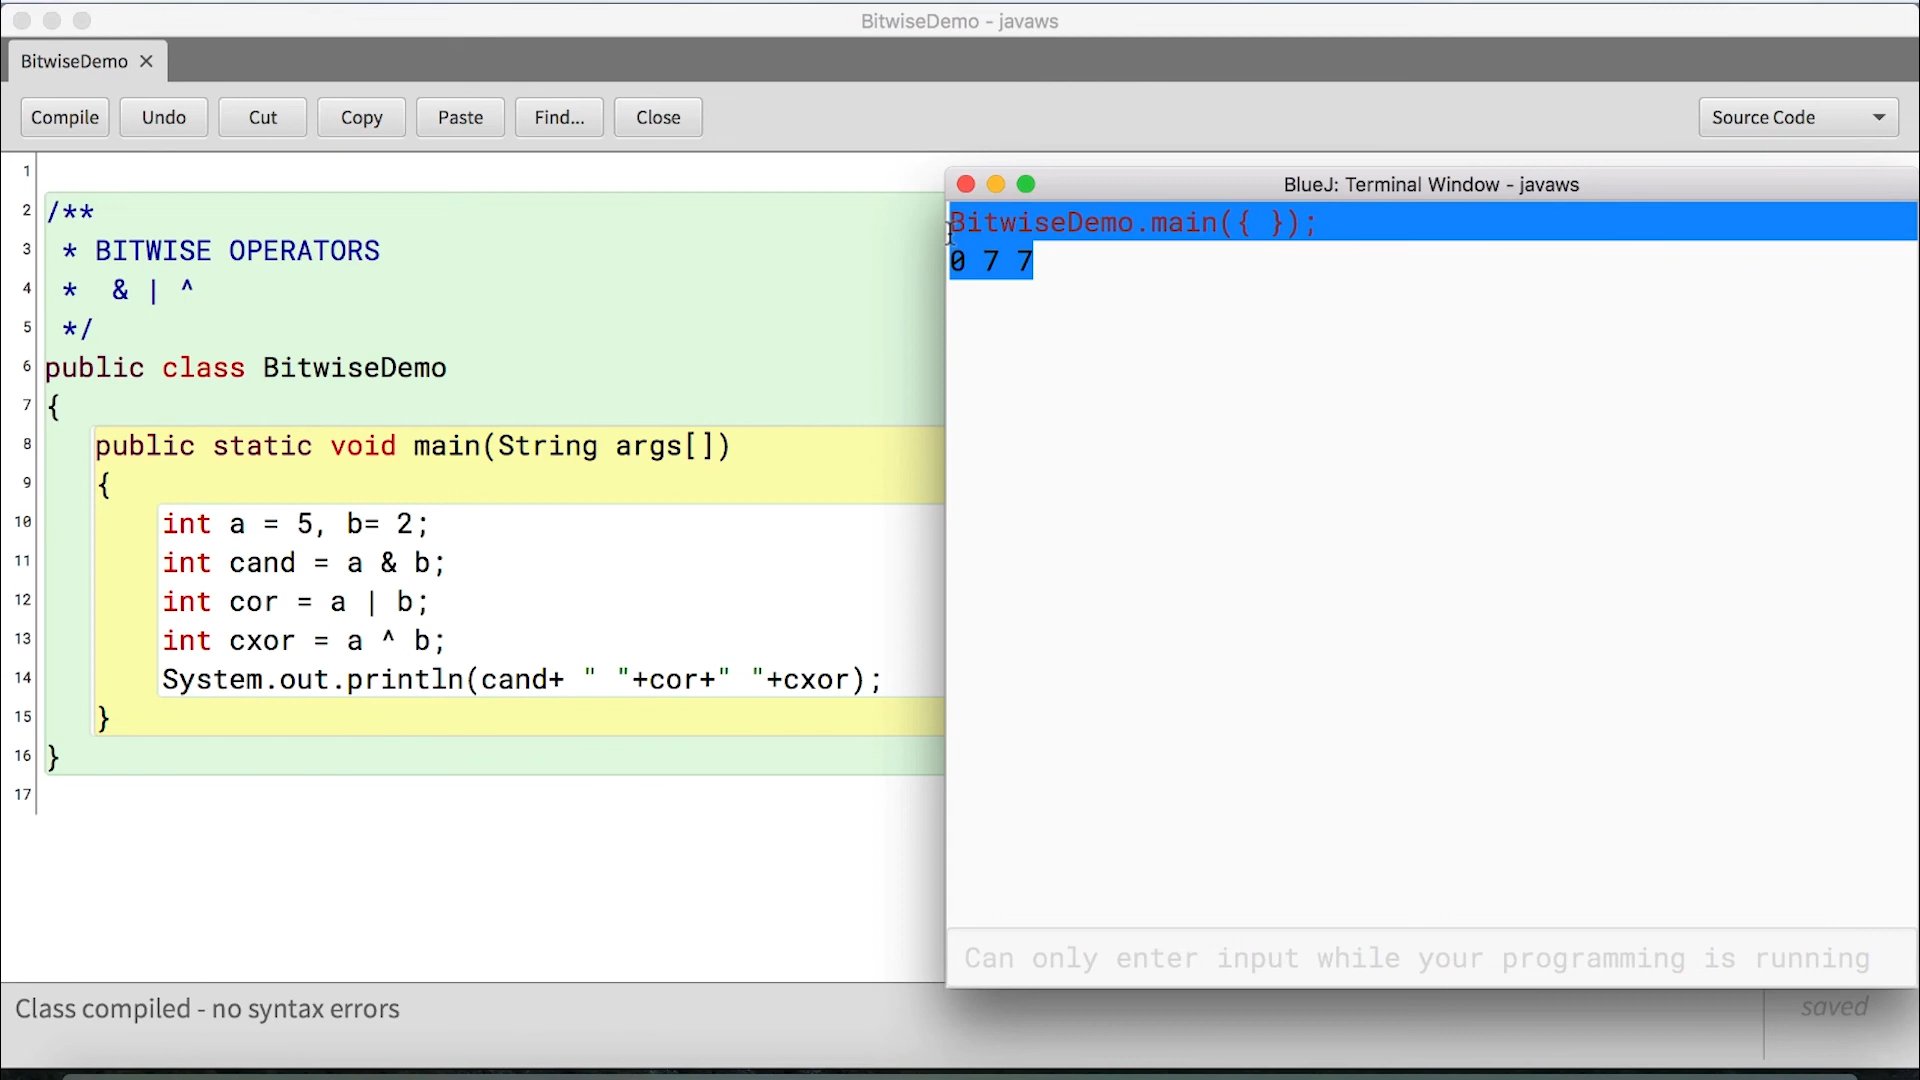 BitwiseDemo - javaws
BitwiseDemo ✕
Compile Undo Cut Copy Paste Find... Close Source Code
1
2 /**
3 * BITWISE OPERATORS
4 * & | ^
5 */
6 public class BitwiseDemo
7 {
8 public static void main(String args[])
9 {
10 int a = 5, b= 2;
11 int cand = a & b;
12 int cor = a | b;
13 int cxor = a ^ b;
14 System.out.println(cand+ " "+cor+" "+cxor);
15 }
16 }
17
BlueJ: Terminal Window - javaws
BitwiseDemo.main({ });
0 7 7
Can only enter input while your programming is running
Class compiled - no syntax errors
saved